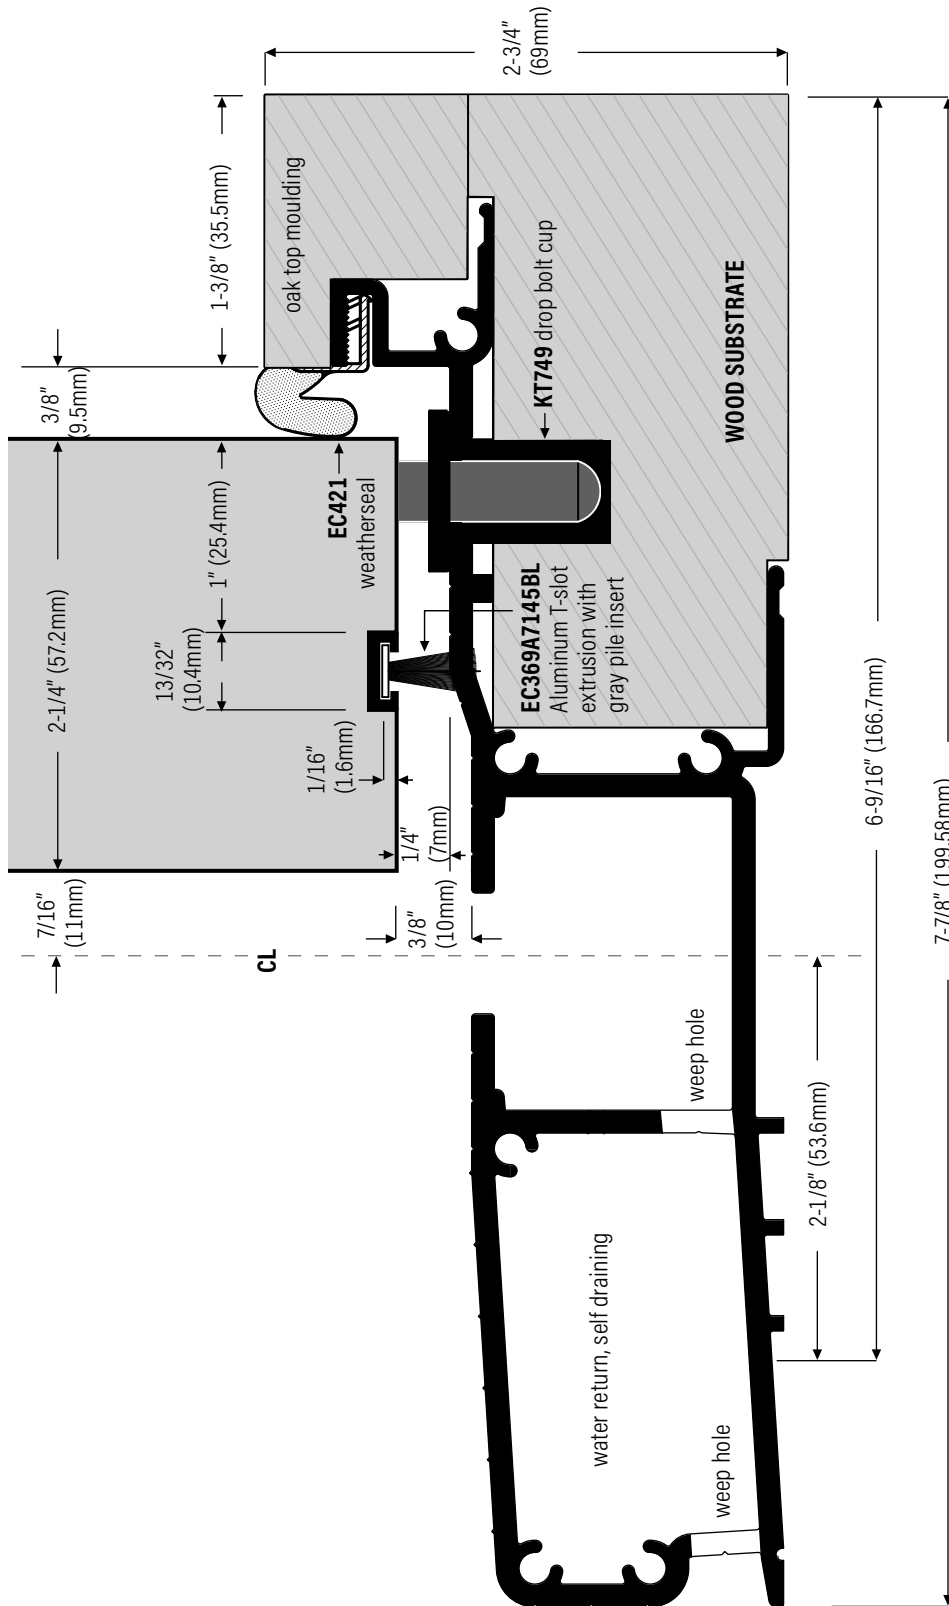 7/16"
(11mm)
2-1/4" (57.2mm)
3/8"
(9.5mm)
13/32"
(10.4mm)
1" (25.4mm)
1-3/8" (35.5mm)
CL
oak top moulding
1/16"
(1.6mm)
EC421
weatherseal
3/8"
(10mm)
1/4"
(7mm)
2-3/4"
(69mm)
EC369A7145BL
Aluminum T-slot
extrusion with
gray pile insert
KT749 drop bolt cup
water return, self draining
weep hole
weep hole
WOOD SUBSTRATE
2-1/8" (53.6mm)
6-9/16" (166.7mm)
7-7/8" (199.58mm)